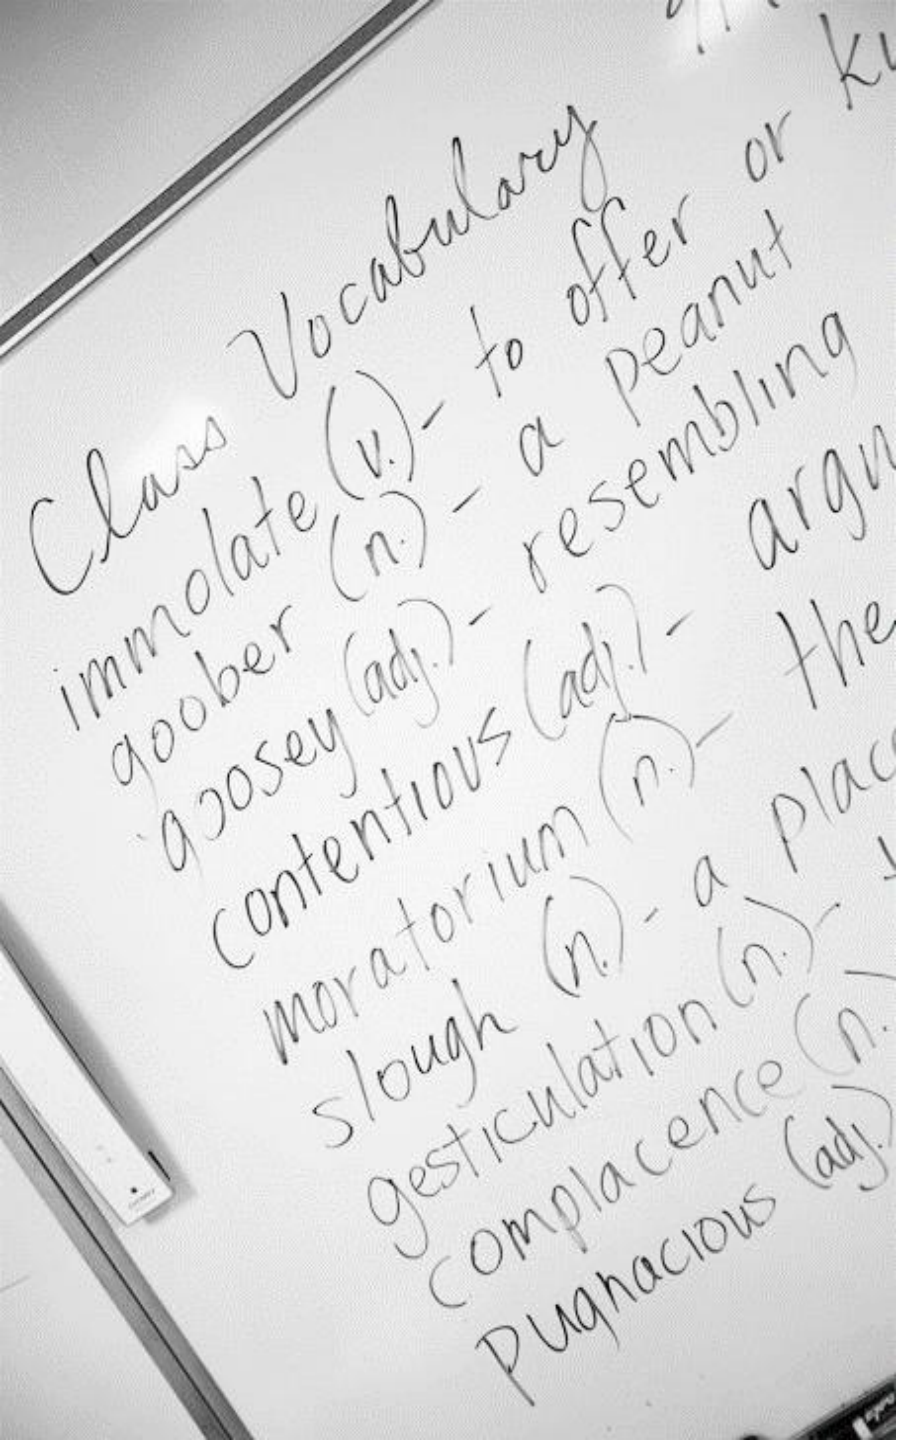 Class Vocabulary
immolate (v.) - to offer or
goober (n.) - a peanut
goosey (adj.) - resembling
contentious (adj.) - argu
moratorium (n.) - the
slough (n.) - a plac
gesticulation (n.) -
complacence (n.
pugnacious (adj.)